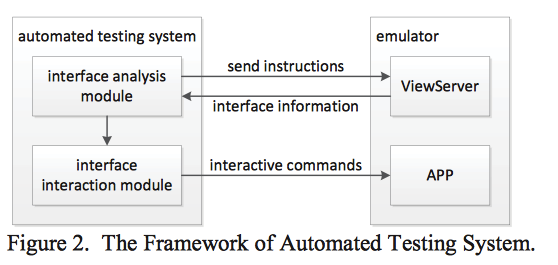 automated testing system
emulator
interface analysis
module
send instructions
ViewServer
interface information
interface
interaction module
interactive commands
APP
Figure 2. The Framework of Automated Testing System.